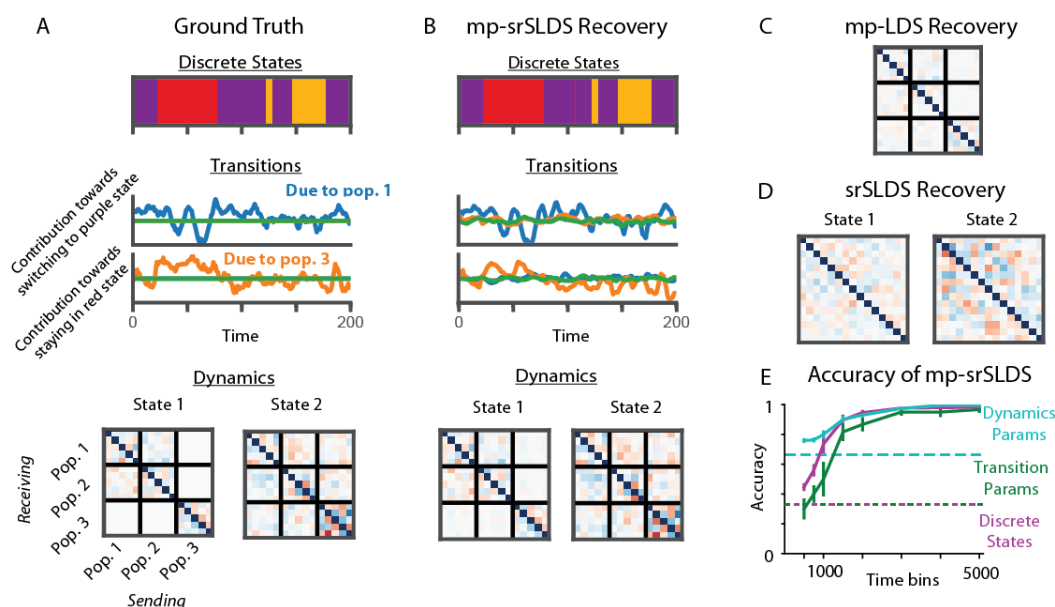 A
Ground Truth
Discrete States
Transitions
Contribution towards
switching to purple state
Due to pop. 1
Contribution towards
staying in red state
Due to pop. 3
0
200
Time
Dynamics
State 1
State 2
Receiving
Pop. 1
Pop. 2
Pop. 3
Pop. 1
Pop. 2
Pop. 3
Sending
B
mp-srSLDS Recovery
Discrete States
Transitions
0
200
Time
Dynamics
State 1
State 2
C
mp-LDS Recovery
D
srSLDS Recovery
State 1
State 2
E
Accuracy of mp-srSLDS
1
Accuracy
0
Dynamics
Params
Transition
Params
Discrete
States
1000
5000
Time bins